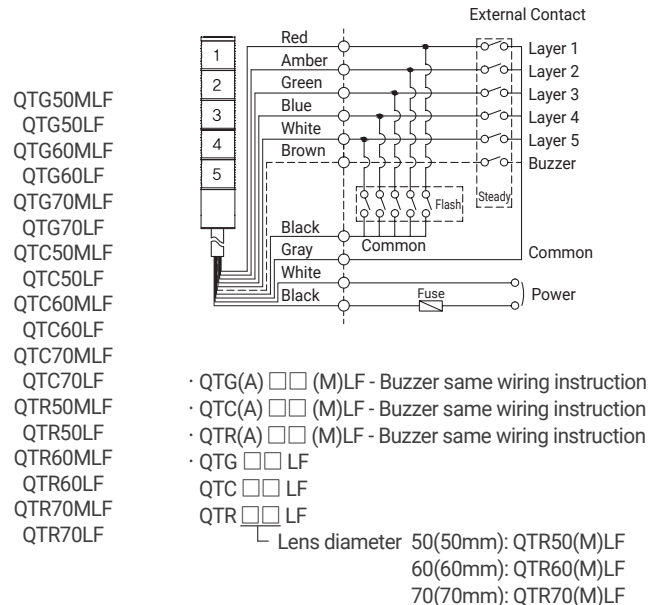 External Contact
Red
Layer 1
Amber
Layer 2
Green
Layer 3
Blue
Layer 4
White
Layer 5
Brown
Buzzer
1
2
3
4
5
Flash
Steady
Black
Common
Gray
Common
White
Black
Fuse
Power
QTG50MLF
QTG50LF
QTG60MLF
QTG60LF
QTG70MLF
QTG70LF
QTC50MLF
QTC50LF
QTC60MLF
QTC60LF
QTC70MLF
QTC70LF
QTR50MLF
QTR50LF
QTR60MLF
QTR60LF
QTR70MLF
QTR70LF
· QTG(A) □□ (M)LF - Buzzer same wiring instruction
· QTC(A) □□ (M)LF - Buzzer same wiring instruction
· QTR(A) □□ (M)LF - Buzzer same wiring instruction
· QTG □□ LF
QTC □□ LF
QTR □□ LF
Lens diameter 50(50mm): QTR50(M)LF
60(60mm): QTR60(M)LF
70(70mm): QTR70(M)LF